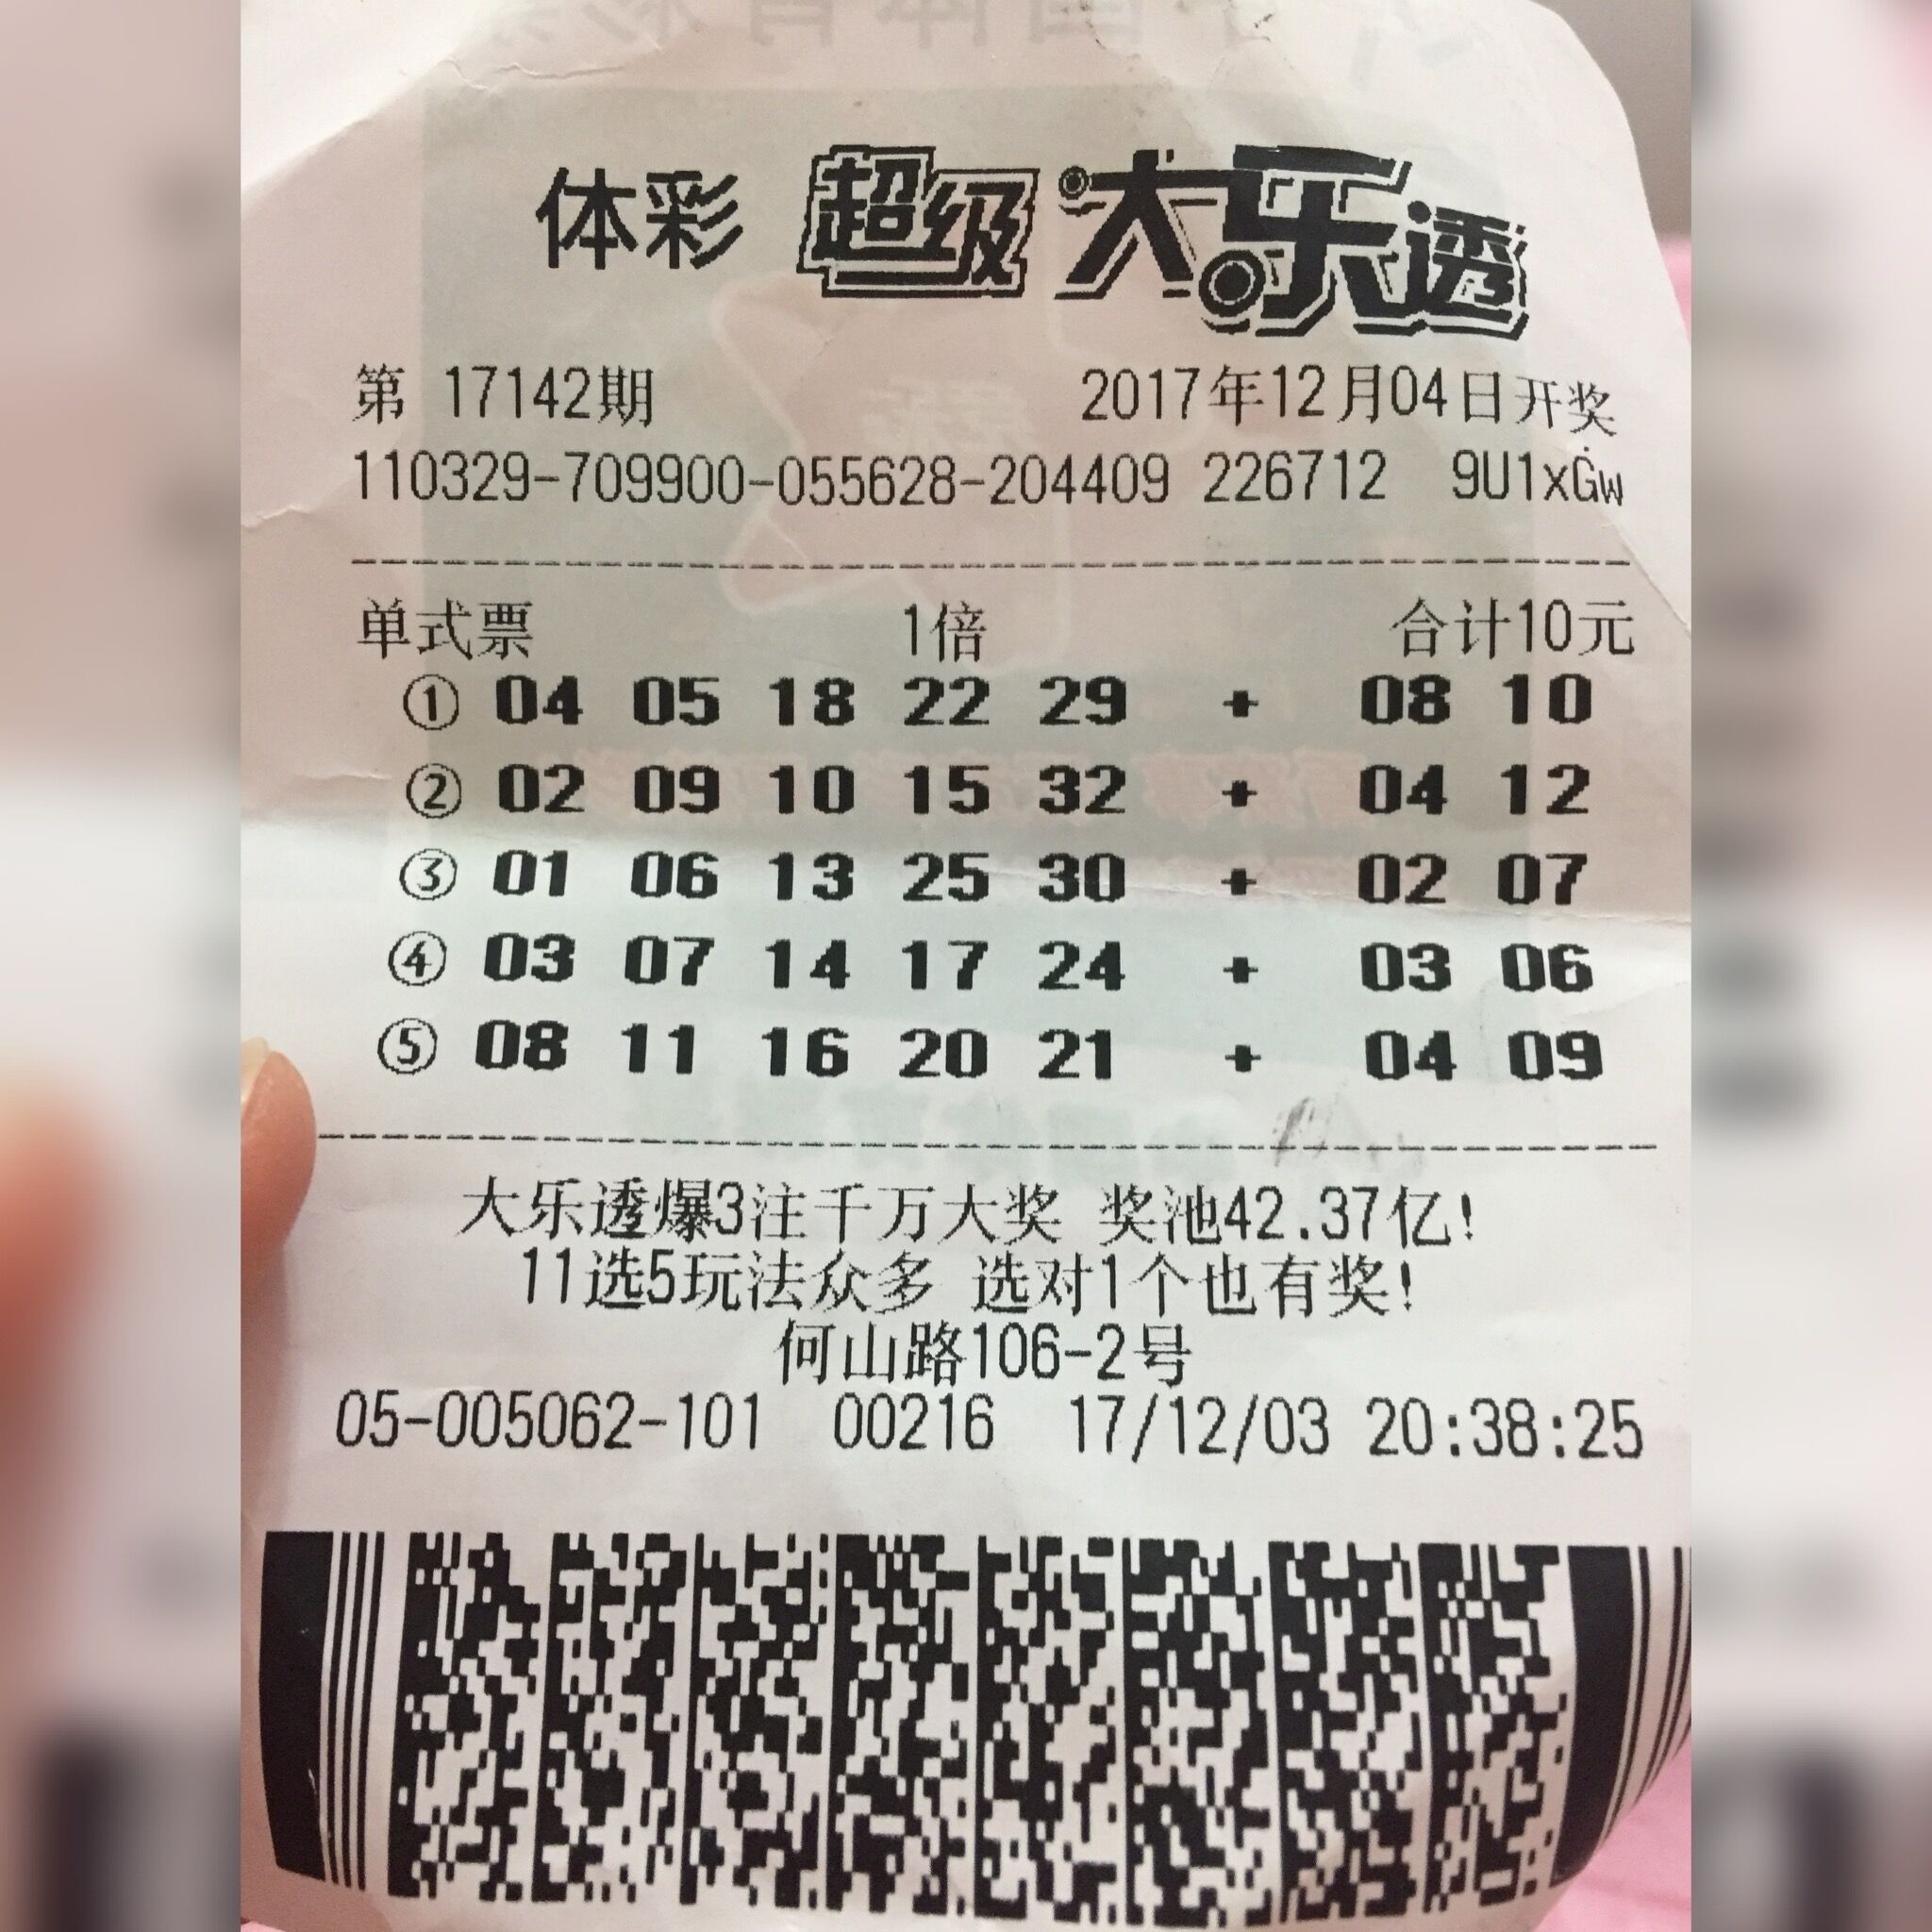 体彩 超级大乐透
第 17142期 2017年12月04日开奖
110329-709900-055628-204409 226712 9U1xGw
单式票 1倍 合计10元
① 04 05 18 22 29 + 08 10
② 02 09 10 15 32 + 04 12
③ 01 06 13 25 30 + 02 07
④ 03 07 14 17 24 + 03 06
⑤ 08 11 16 20 21 + 04 09
大乐透爆3注千万大奖 奖池42.37亿!
11选5玩法众多 选对1个也有奖!
何山路106-2号
05-005062-101 00216 17/12/03 20:38:25